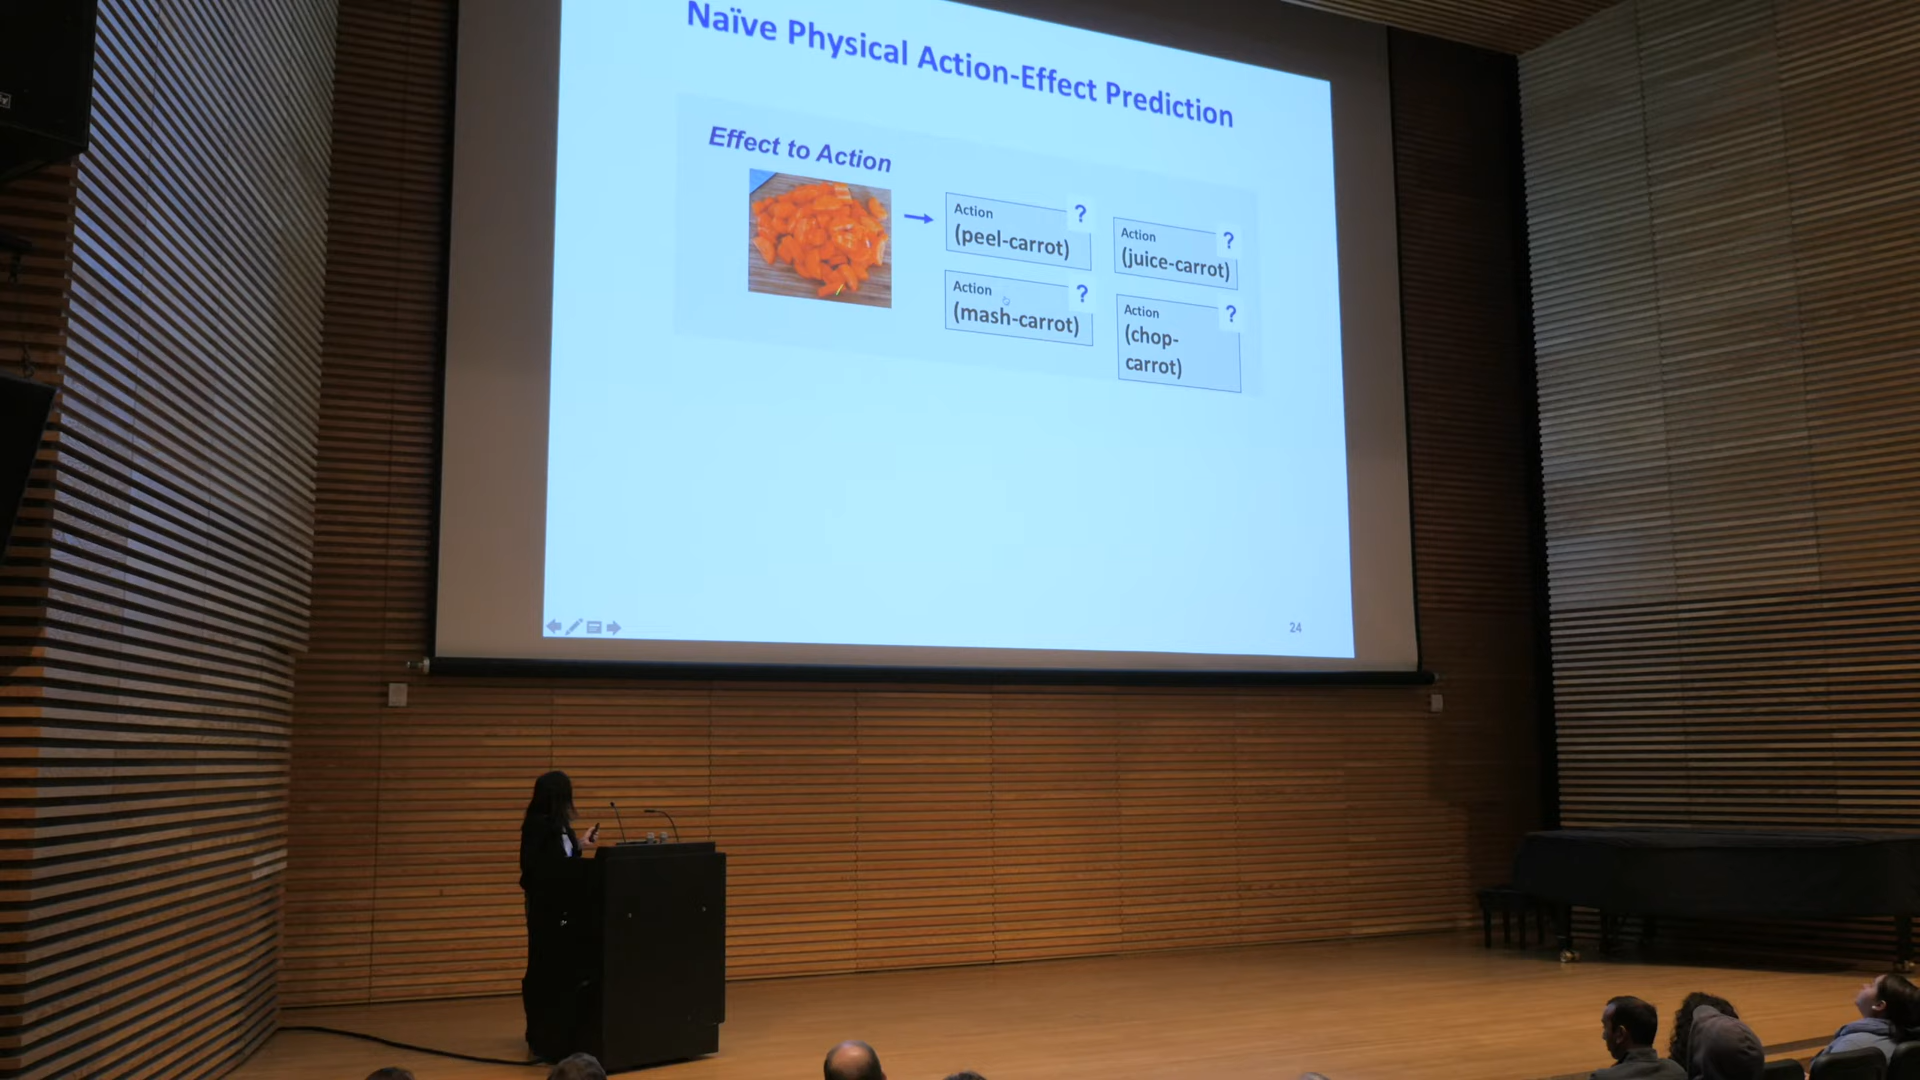 Naïve Physical Action-Effect Prediction
Effect to Action
Action ?
(peel-carrot)
Action ?
(juice-carrot)
Action ?
(mash-carrot)
Action ?
(chop-
carrot)
24